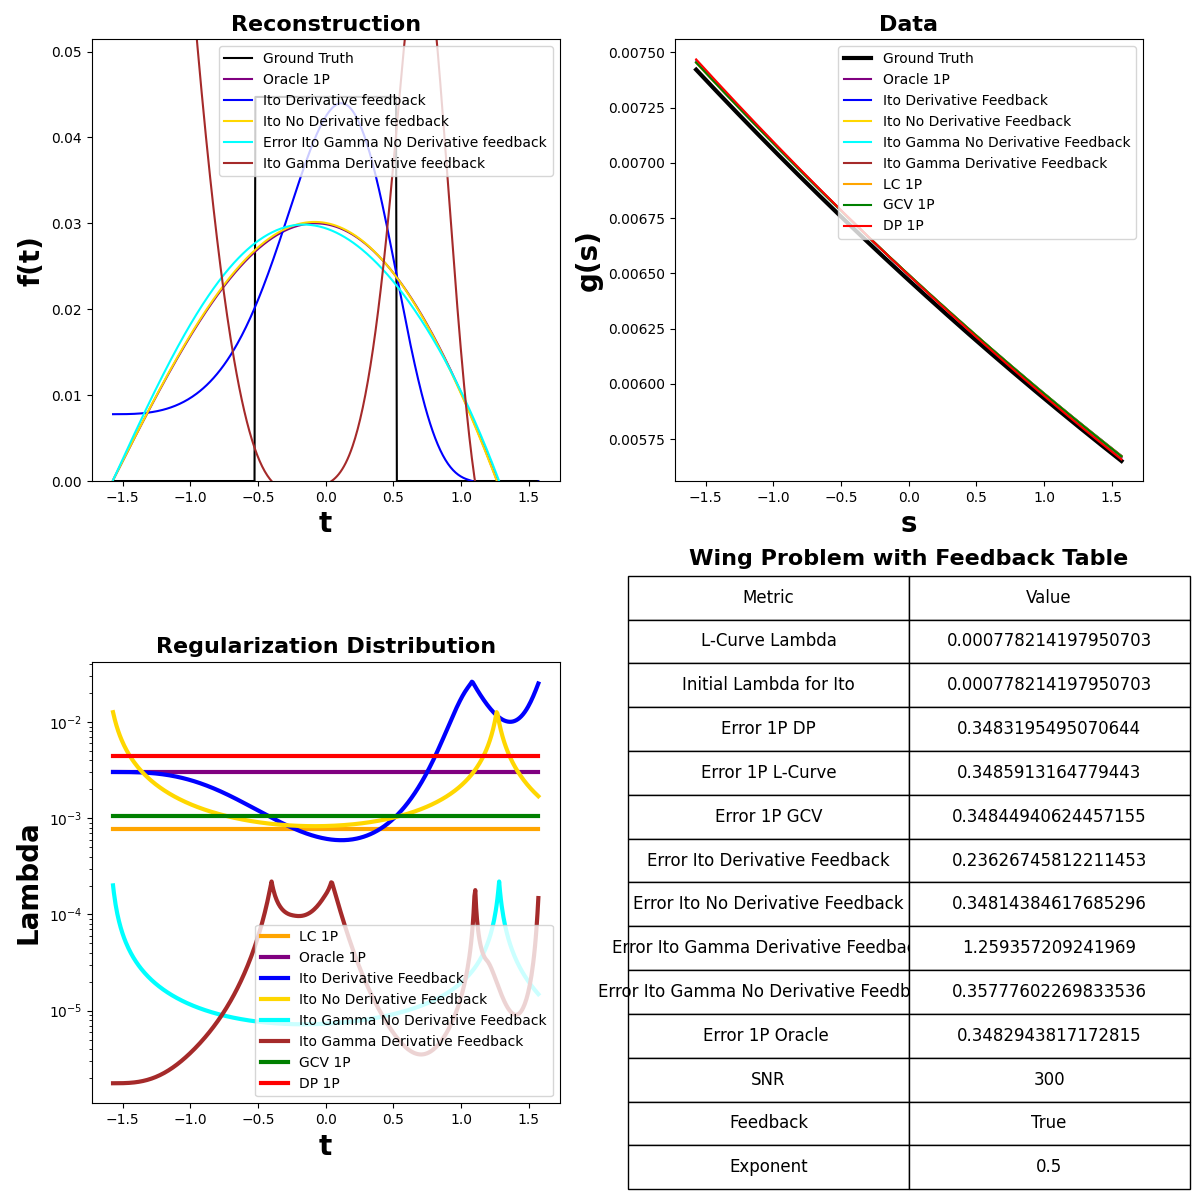 Reconstruction
0.05
0.04
0.03
0.02
0.01
0.00
f(t)
Ground Truth
Oracle 1P
Ito Derivative feedback
Ito No Derivative feedback
Error Ito Gamma No Derivative feedback
Ito Gamma Derivative feedback
−1.5 −1.0 −0.5 0.0 0.5 1.0 1.5
t
Data
0.00750
0.00725
0.00700
0.00675
0.00650
0.00625
0.00600
0.00575
g(s)
Ground Truth
Oracle 1P
Ito Derivative Feedback
Ito No Derivative Feedback
Ito Gamma No Derivative Feedback
Ito Gamma Derivative Feedback
LC 1P
GCV 1P
DP 1P
−1.5 −1.0 −0.5 0.0 0.5 1.0 1.5
s
Regularization Distribution
10⁻²
10⁻³
10⁻⁴
10⁻⁵
Lambda
LC 1P
Oracle 1P
Ito Derivative Feedback
Ito No Derivative Feedback
Ito Gamma No Derivative Feedback
Ito Gamma Derivative Feedback
GCV 1P
DP 1P
−1.5 −1.0 −0.5 0.0 0.5 1.0 1.5
t
Wing Problem with Feedback Table
Metric Value
L-Curve Lambda 0.000778214197950703
Initial Lambda for Ito 0.000778214197950703
Error 1P DP 0.3483195495070644
Error 1P L-Curve 0.3485913164779443
Error 1P GCV 0.34844940624457155
Error Ito Derivative Feedback 0.23626745812211453
Error Ito No Derivative Feedback 0.34814384617685296
Error Ito Gamma Derivative Feedbac 1.259357209241969
Error Ito Gamma No Derivative Feedb 0.35777602269833536
Error 1P Oracle 0.3482943817172815
SNR 300
Feedback True
Exponent 0.5